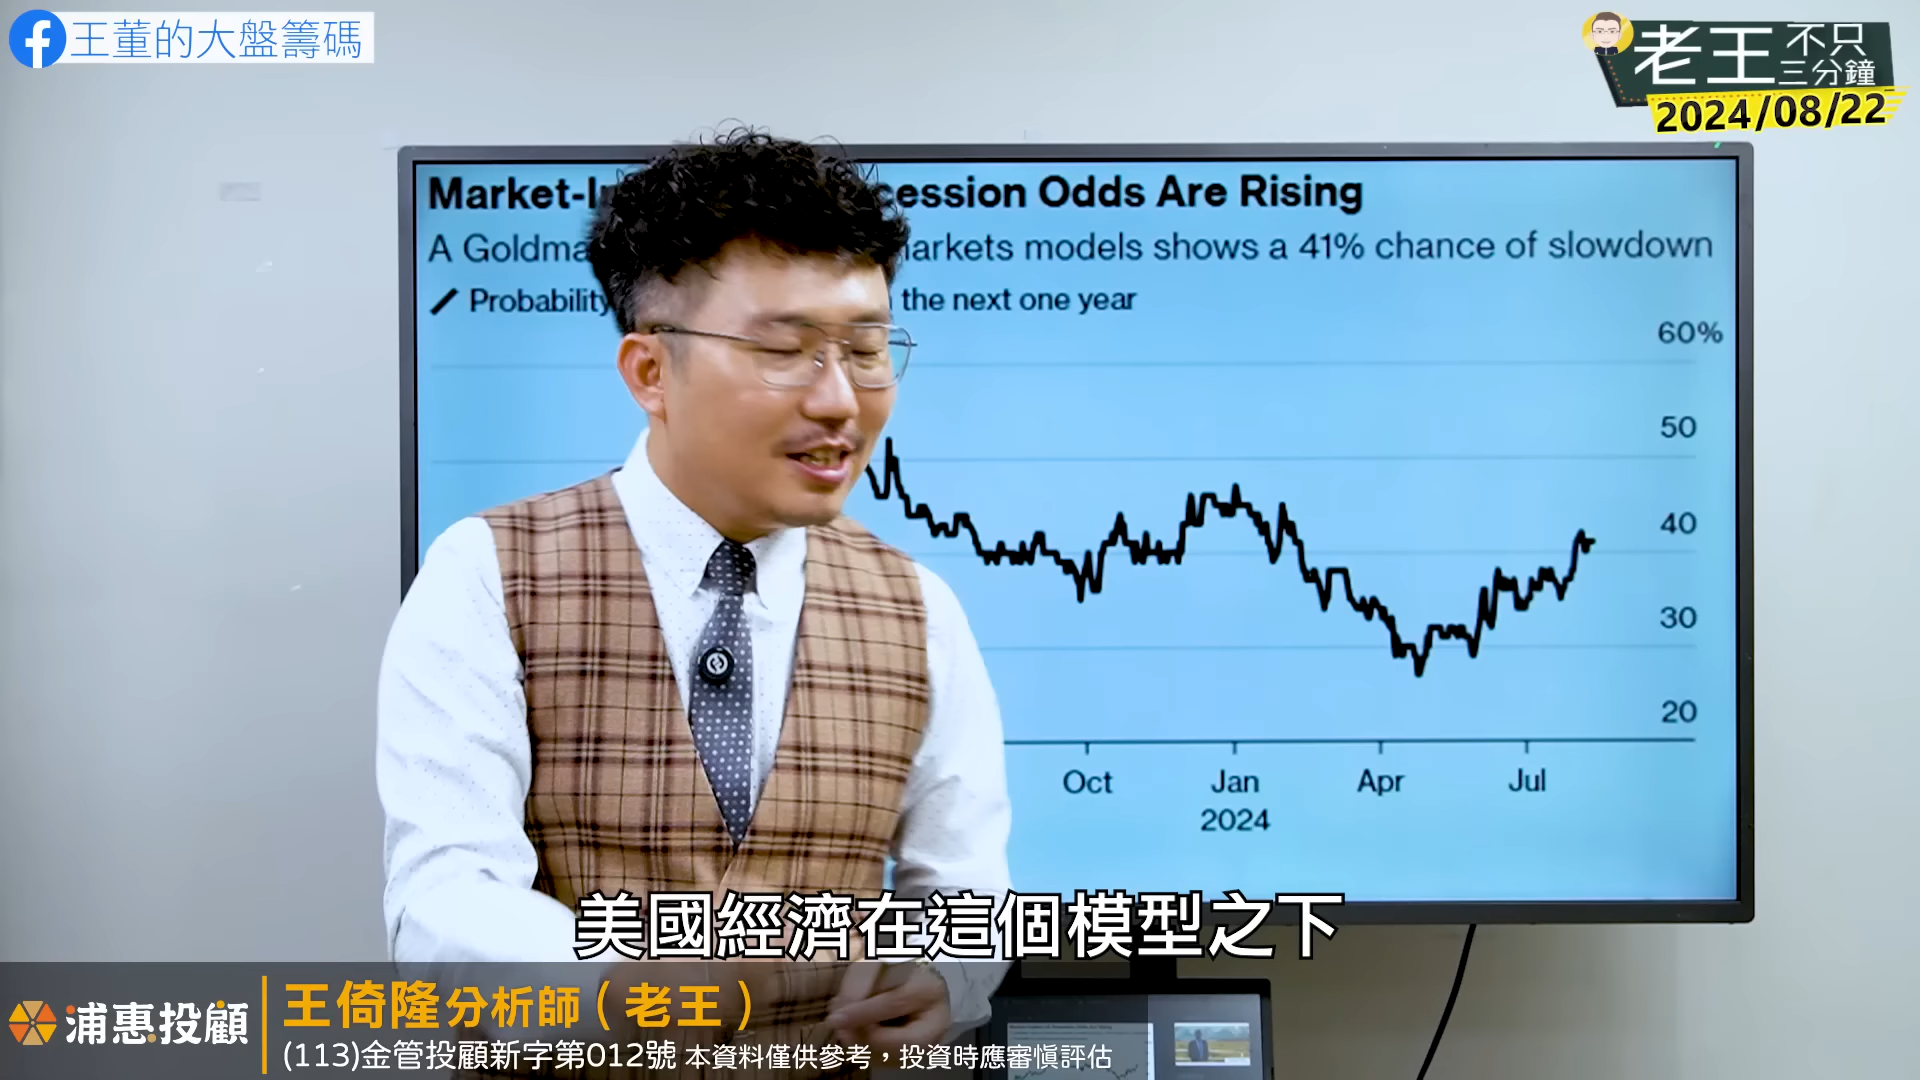 王董的大盤籌碼
老王 不只三分鐘
2024/08/22
Market-I cession Odds Are Rising
A Goldma markets models shows a 41% chance of slowdown
Probability the next one year
60%
50
40
30
20
Oct Jan Apr Jul
2024
美國經濟在這個模型之下
浦惠投顧
王倚隆分析師(老王)
(113)金管投顧新字第012號 本資料僅供參考，投資時應審慎評估